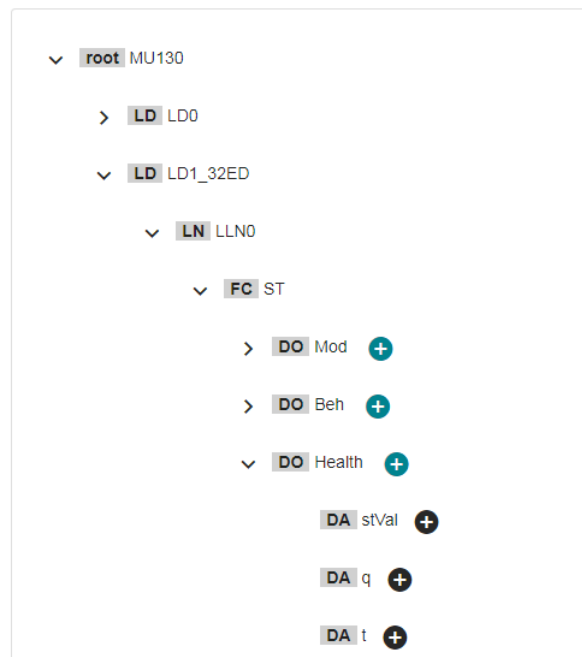 root MU130
LD LD0
LD LD1_32ED
LN LLN0
FC ST
DO Mod
DO Beh
DO Health
DA stVal
DA q
DA t